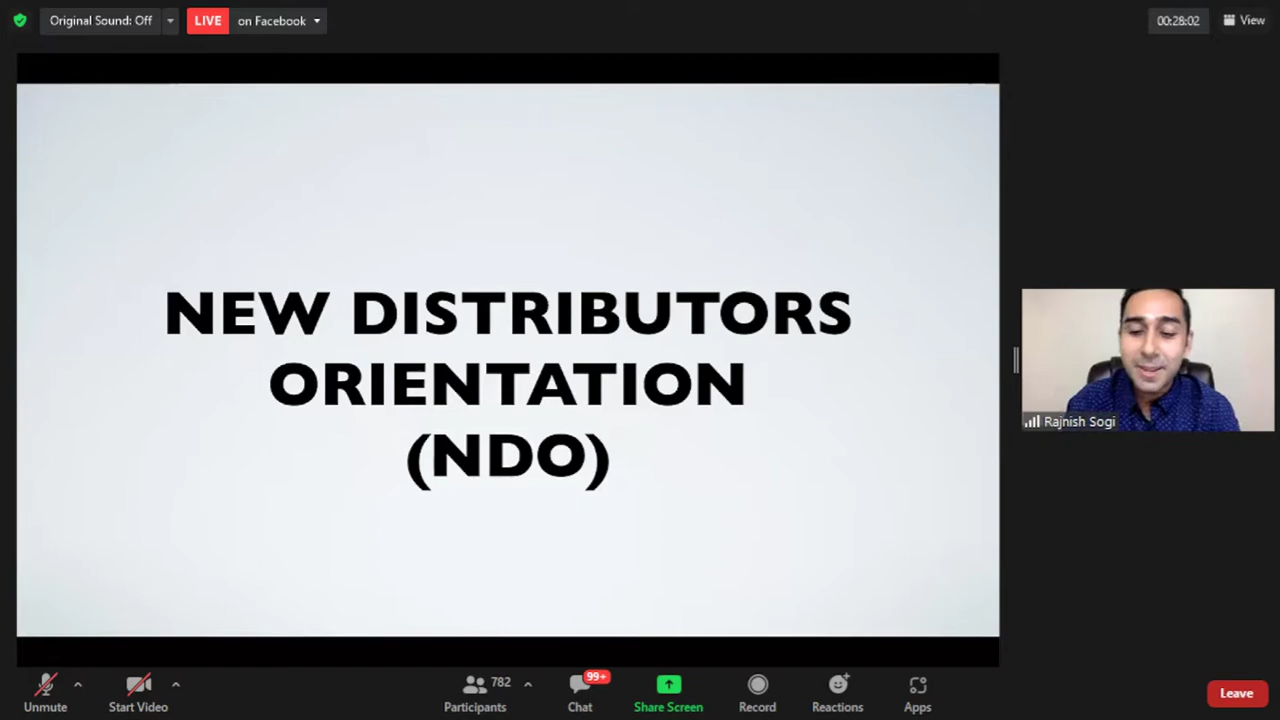 Original Sound: Off
LIVE
on Facebook
00:28:02
View
NEW DISTRIBUTORS
ORIENTATION
(NDO)
Rajnish Sogi
Unmute
Start Video
782
Participants
99+
Chat
Share Screen
Record
Reactions
Apps
Leave